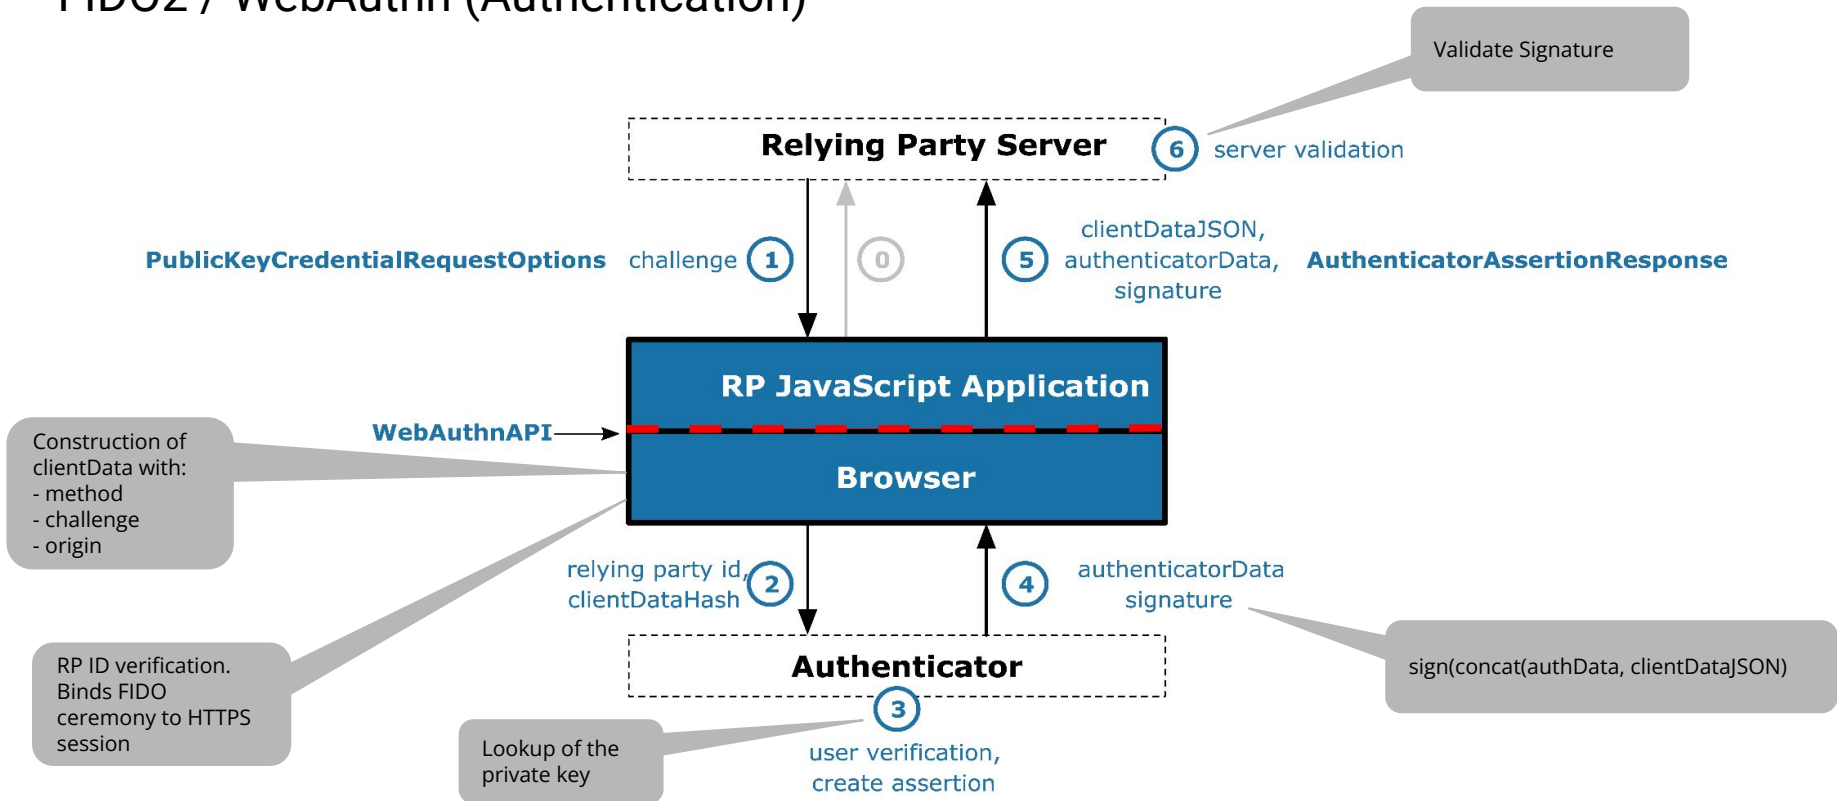 FIDO2 / WebAuthn (Authentication)
Validate Signature
Relying Party Server
6 server validation
PublicKeyCredentialRequestOptions challenge 1
0
5
clientDataJSON,
authenticatorData,
signature
AuthenticatorAssertionResponse
RP JavaScript Application
WebAuthnAPI
Browser
Construction of
clientData with:
- method
- challenge
- origin
relying party id,
clientDataHash
2
4
authenticatorData
signature
RP ID verification.
Binds FIDO
ceremony to HTTPS
session
Authenticator
sign(concat(authData, clientDataJSON)
3
Lookup of the
private key
user verification,
create assertion